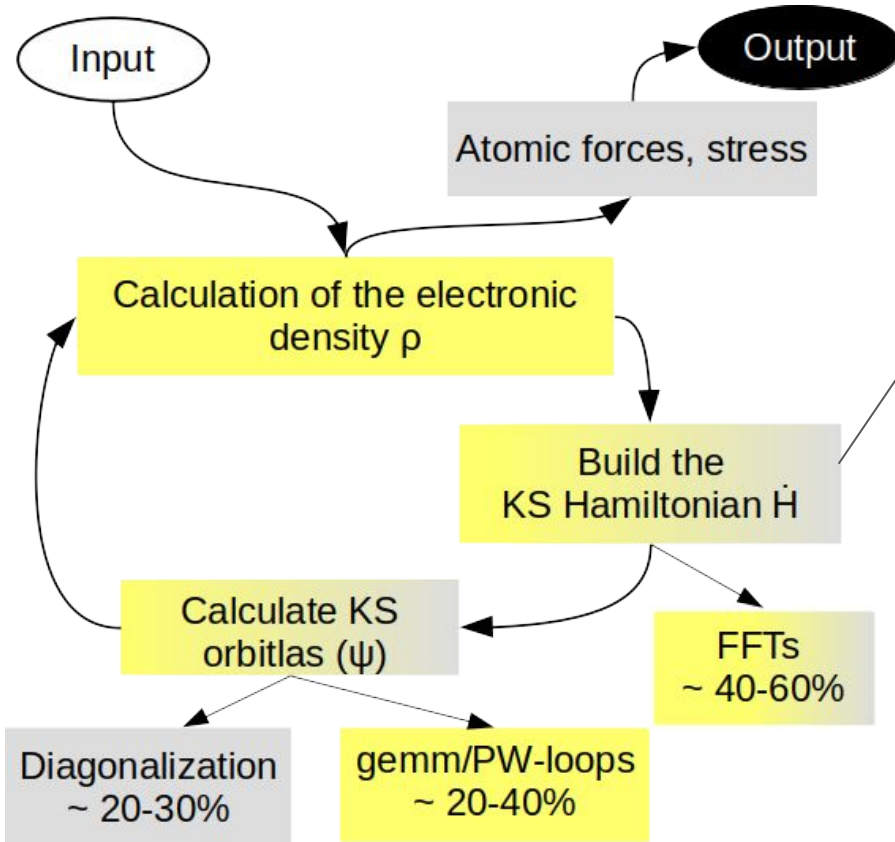 Input
Output
Atomic forces, stress
Calculation of the electronic
density ρ
Build the
KS Hamiltonian Ḣ
Calculate KS
orbitlas (ψ)
FFTs
~ 40-60%
Diagonalization
~ 20-30%
gemm/PW-loops
~ 20-40%